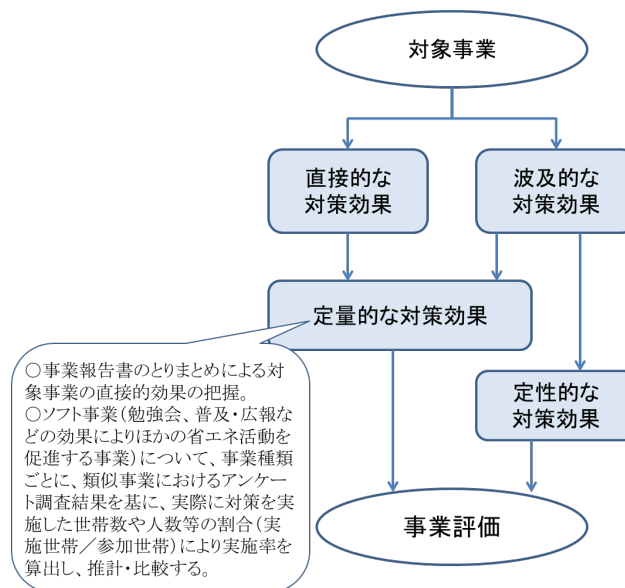 対象事業
直接的な
対策効果
波及的な
対策効果
定量的な対策効果
○事業報告書のとりまとめによる対
象事業の直接的効果の把握。
○ソフト事業(勉強会、普及・広報な
どの効果によりほかの省エネ活動を
促進する事業)について、事業種類
ごとに、類似事業におけるアンケー
ト調査結果を基に、実際に対策を実
施した世帯数や人数等の割合(実
施世帯/参加世帯)により実施率を
算出し、推計・比較する。
定性的な
対策効果
事業評価